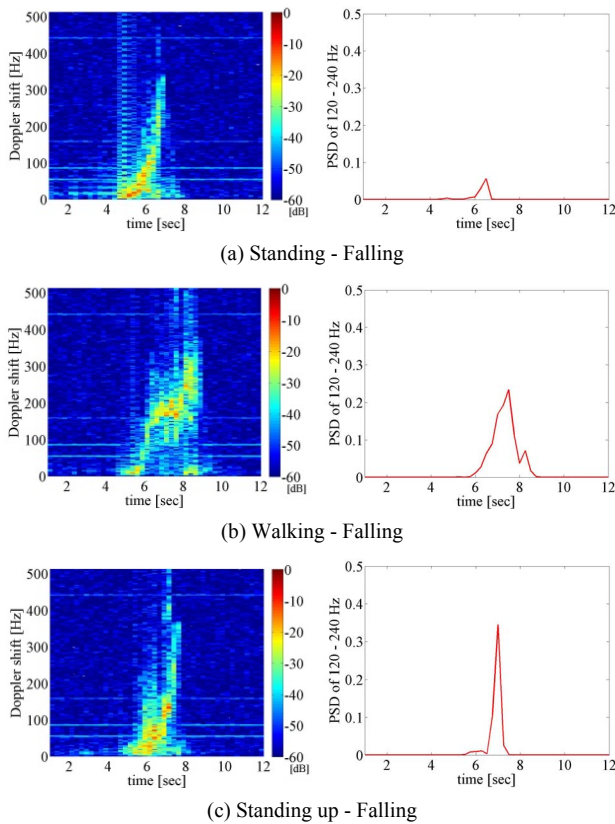 500
400
300
200
100
0
Doppler shift [Hz]
2 4 6 8 10 12
time [sec]
0
-10
-20
-30
-40
-50
-60
[dB]
0.5
0.4
0.3
0.2
0.1
0
PSD of 120 - 240 Hz
2 4 6 8 10 12
time [sec]
(a) Standing - Falling
500
400
300
200
100
0
Doppler shift [Hz]
2 4 6 8 10 12
time [sec]
0
-10
-20
-30
-40
-50
-60
[dB]
0.5
0.4
0.3
0.2
0.1
0
PSD of 120 - 240 Hz
2 4 6 8 10 12
time [sec]
(b) Walking - Falling
500
400
300
200
100
0
Doppler shift [Hz]
2 4 6 8 10 12
time [sec]
0
-10
-20
-30
-40
-50
-60
[dB]
0.5
0.4
0.3
0.2
0.1
0
PSD of 120 - 240 Hz
2 4 6 8 10 12
time [sec]
(c) Standing up - Falling